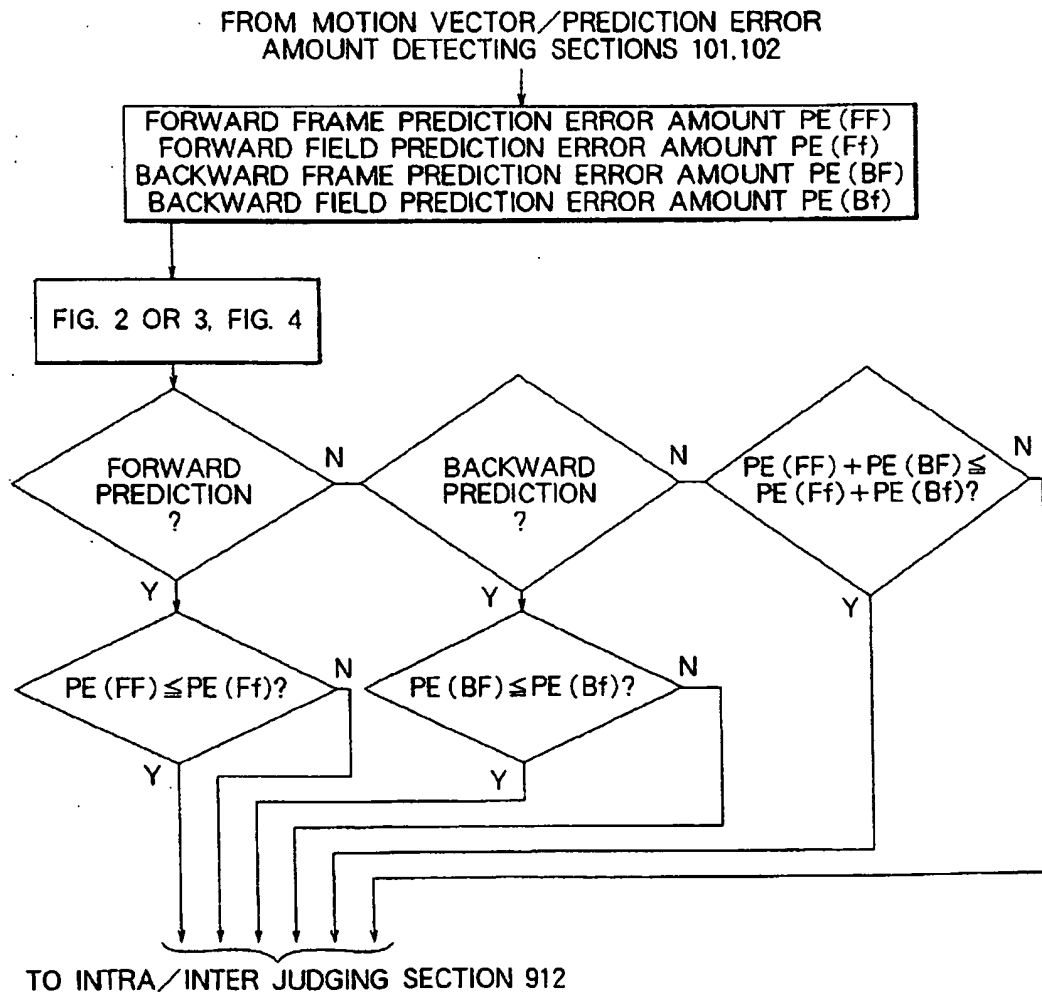 FROM MOTION VECTOR/PREDICTION ERROR
AMOUNT DETECTING SECTIONS 101,102
FORWARD FRAME PREDICTION ERROR AMOUNT PE(FF)
FORWARD FIELD PREDICTION ERROR AMOUNT PE(Ff)
BACKWARD FRAME PREDICTION ERROR AMOUNT PE(BF)
BACKWARD FIELD PREDICTION ERROR AMOUNT PE(Bf)
FIG. 2 OR 3, FIG. 4
FORWARD
PREDICTION
?
N
Y
BACKWARD
PREDICTION
?
N
Y
PE(FF)+PE(BF)≦
PE(Ff)+PE(Bf)?
N
Y
PE(FF)≦PE(Ff)?
N
Y
PE(BF)≦PE(Bf)?
N
Y
TO INTRA/INTER JUDGING SECTION 912